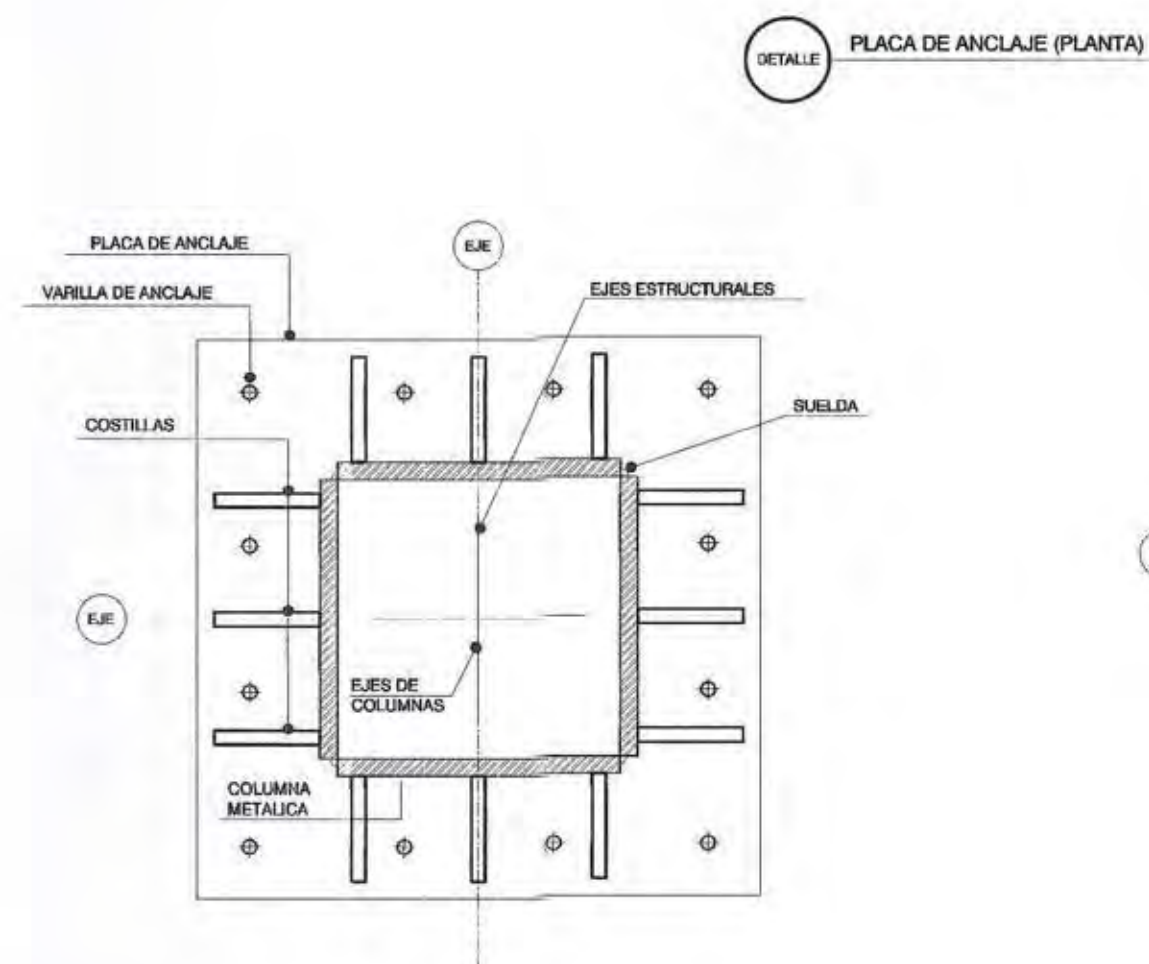 DETALLE
PLACA DE ANCLAJE (PLANTA)
PLACA DE ANCLAJE
EJE
VARILLA DE ANCLAJE
EJES ESTRUCTURALES
COSTILLAS
SUELDA
EJE
EJES DE
COLUMNAS
COLUMNA
METALICA